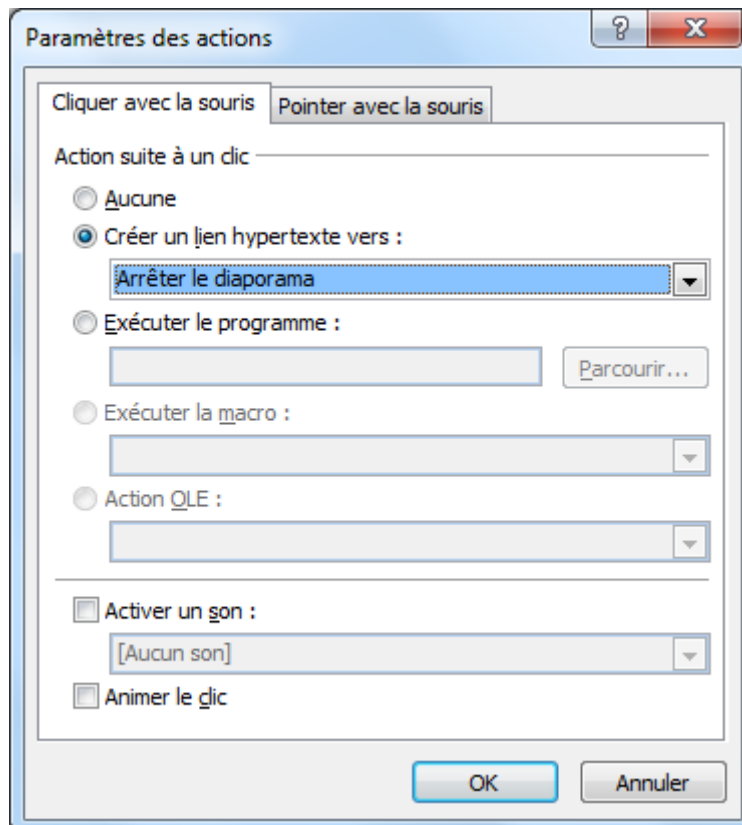 Paramètres des actions
Cliquer avec la souris
Pointer avec la souris
Action suite à un clic
Aucune
Créer un lien hypertexte vers :
Arrêter le diaporama
Exécuter le programme :
Parcourir...
Exécuter la macro :
Action OLE :
Activer un son :
[Aucun son]
Animer le clic
OK
Annuler